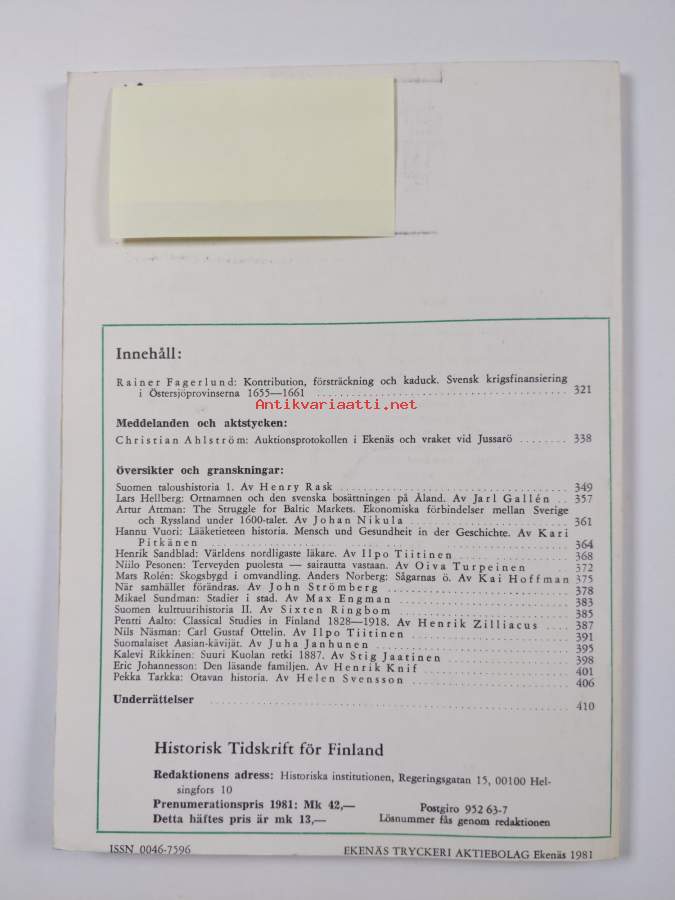 Innehåll:
Rainer Fagerlund: Kontribution, försträckning och kaduck. Svensk krigsfinansiering
i Östersjöprovinserna 1655—1661 321
Antikvariaatti.net
Meddelanden och aktstycken:
Christian Ahlström: Auktionsprotokollen i Ekenäs och vraket vid Jussarö ........ 338
Översikter och granskningar:
Suomen taloushistoria 1. Av Henry Rask 349
Lars Hellberg: Ortnamnen och den svenska bosättningen på Åland. Av Jarl Gallén .. 357
Artur Attman: The Struggle for Baltic Markets. Ekonomiska förbindelser mellan Sverige
och Ryssland under 1600-talet. Av Johan Nikula 361
Hannu Vuori: Lääketieteen historia. Mensch und Gesundheit in der Geschichte. Av Kari
Pitkänen 364
Henrik Sandblad: Världens nordligaste läkare. Av Ilpo Tiitinen 368
Niilo Pesonen: Terveyden puolesta — sairautta vastaan. Av Oiva Turpeinen 372
Mats Rolén: Skogsbygd i omvandling. Anders Norberg: Sågarnas ö. Av Kai Hoffman 375
När samhället förändras. Av John Strömberg 378
Mikael Sundman: Stadier i stad. Av Max Engman 383
Suomen kulttuurihistoria II. Av Sixten Ringbom 385
Pentti Aalto: Classical Studies in Finland 1828—1918. Av Henrik Zilliacus 387
Nils Näsman: Carl Gustaf Ottelin. Av Ilpo Tiitinen 391
Suomalaiset Aasian-kävijät. Av Juha Janhunen 395
Kalevi Rikkinen: Suuri Kuolan retki 1887. Av Stig Jaatinen 398
Eric Johannesson: Den läsande familjen. Av Henrik Knif 401
Pekka Tarkka: Otavan historia. Av Helen Svensson 406
Underrättelser 410
Historisk Tidskrift för Finland
Redaktionens adress: Historiska institutionen, Regeringsgatan 15, 00100 Hel-
singfors 10
Prenumerationspris 1981: Mk 42,— Postgiro 952 63-7
Detta häftes pris är mk 13,— Lösnummer fås genom redaktionen
ISSN 0046-7596 EKENÄS TRYCKERI AKTIEBOLAG Ekenäs 1981